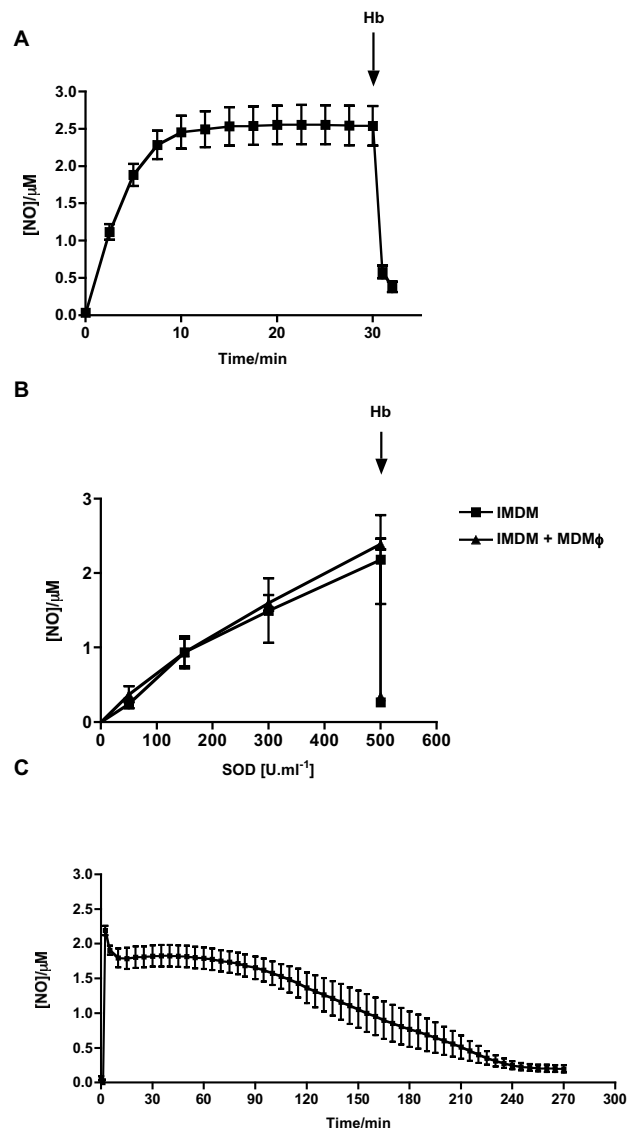 A
Hb
3.0
2.5
2.0
1.5
1.0
0.5
0.0
[NO]/μM
0 10 20 30
Time/min
B
Hb
3
2
1
0
[NO]/μM
IMDM
IMDM + MDMϕ
0 100 200 300 400 500 600
SOD [U.ml⁻¹]
C
3.0
2.5
2.0
1.5
1.0
0.5
0.0
[NO]/μM
0 30 60 90 120 150 180 210 240 270 300
Time/min